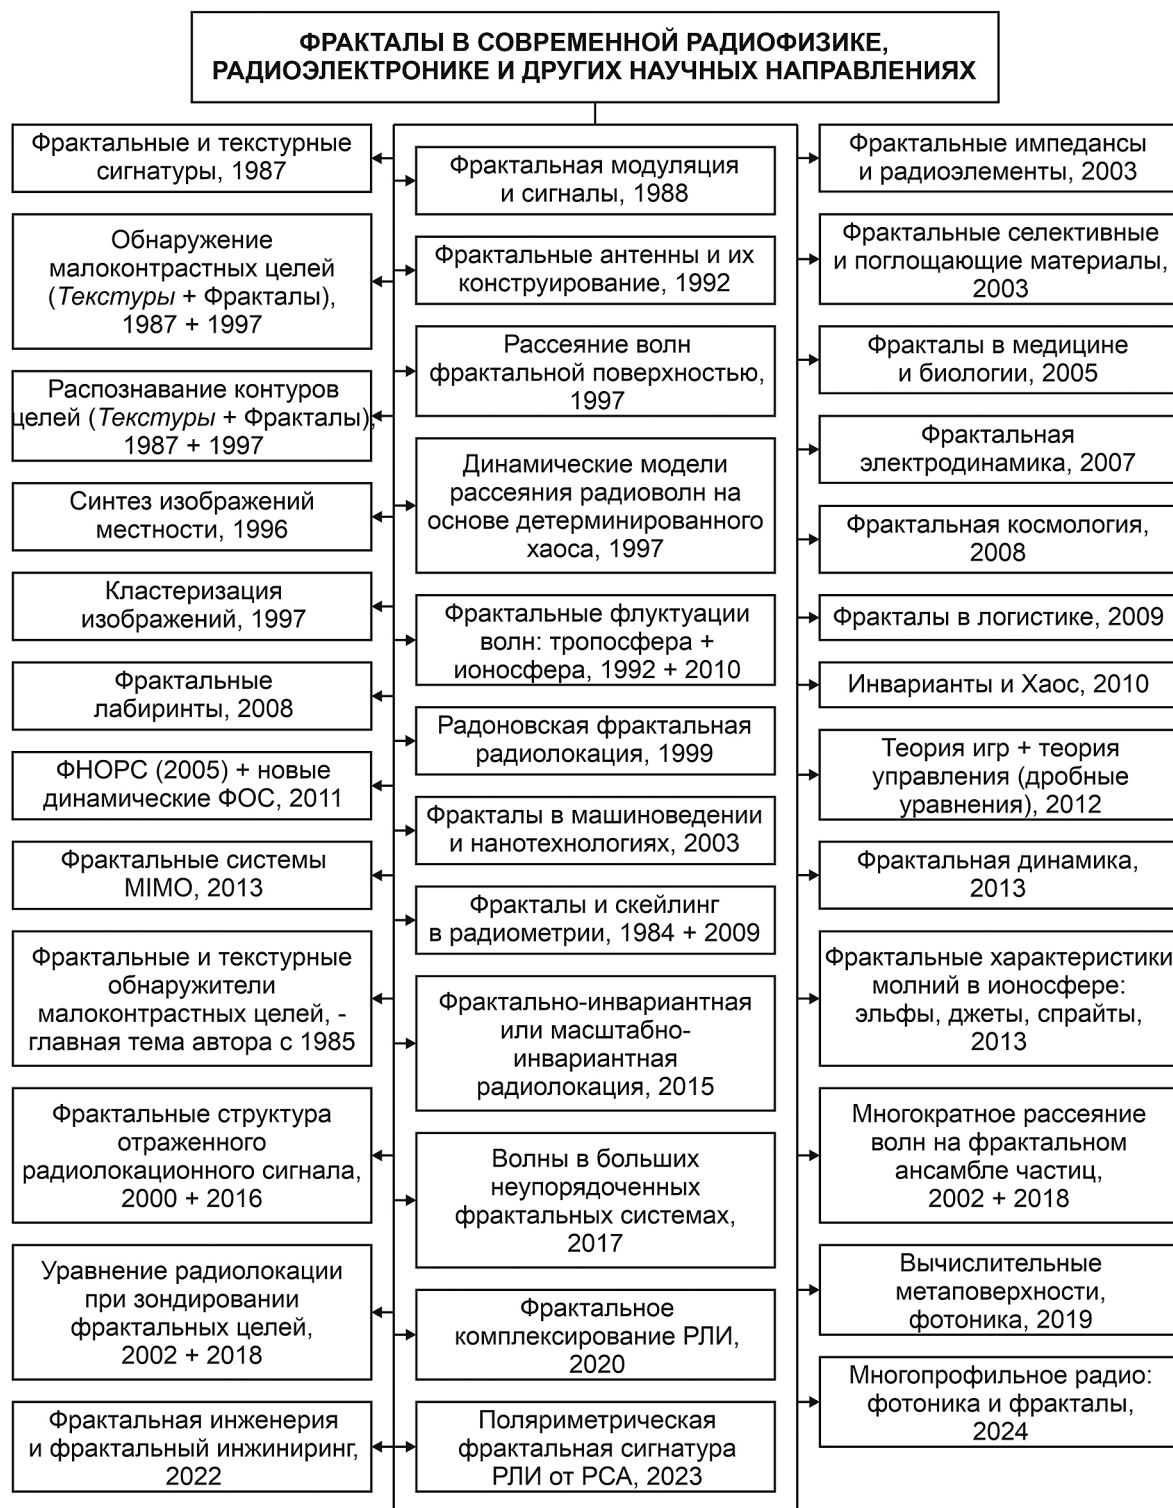 ФРАКТАЛЫ В СОВРЕМЕННОЙ РАДИОФИЗИКЕ,
РАДИОЭЛЕКТРОНИКЕ И ДРУГИХ НАУЧНЫХ НАПРАВЛЕНИЯХ
Фрактальные и текстурные
сигнатуры, 1987
Обнаружение
малоконтрастных целей
(Текстуры + Фракталы),
1987 + 1997
Распознавание контуров
целей (Текстуры + Фракталы),
1987 + 1997
Синтез изображений
местности, 1996
Кластеризация
изображений, 1997
Фрактальные
лабиринты, 2008
ФНОРС (2005) + новые
динамические ФОС, 2011
Фрактальные системы
MIMO, 2013
Фрактальные и текстурные
обнаружители
малоконтрастных целей, -
главная тема автора с 1985
Фрактальные структура
отраженного
радиолокационного сигнала,
2000 + 2016
Уравнение радиолокации
при зондировании
фрактальных целей,
2002 + 2018
Фрактальная инженерия
и фрактальный инжиниринг,
2022
Фрактальная модуляция
и сигналы, 1988
Фрактальные антенны и их
конструирование, 1992
Рассеяние волн
фрактальной поверхностью,
1997
Динамические модели
рассеяния радиоволн на
основе детерминированного
хаоса, 1997
Фрактальные флуктуации
волн: тропосфера +
ионосфера, 1992 + 2010
Радоновская фрактальная
радиолокация, 1999
Фракталы в машиноведении
и нанотехнологиях, 2003
Фракталы и скейлинг
в радиометрии, 1984 + 2009
Фрактально-инвариантная
или масштабно-
инвариантная
радиолокация, 2015
Волны в больших
неупорядоченных
фрактальных системах,
2017
Фрактальное
комплексирование РЛИ,
2020
Поляриметрическая
фрактальная сигнатура
РЛИ от РСА, 2023
Фрактальные импедансы
и радиоэлементы, 2003
Фрактальные селективные
и поглощающие материалы,
2003
Фракталы в медицине
и биологии, 2005
Фрактальная
электродинамика, 2007
Фрактальная космология,
2008
Фракталы в логистике, 2009
Инварианты и Хаос, 2010
Теория игр + теория
управления (дробные
уравнения), 2012
Фрактальная динамика,
2013
Фрактальные характеристики
молний в ионосфере:
эльфы, джеты, спрайты,
2013
Многократное рассеяние
волн на фрактальном
ансамбле частиц,
2002 + 2018
Вычислительные
метаповерхности,
фотоника, 2019
Многопрофильное радио:
фотоника и фракталы,
2024